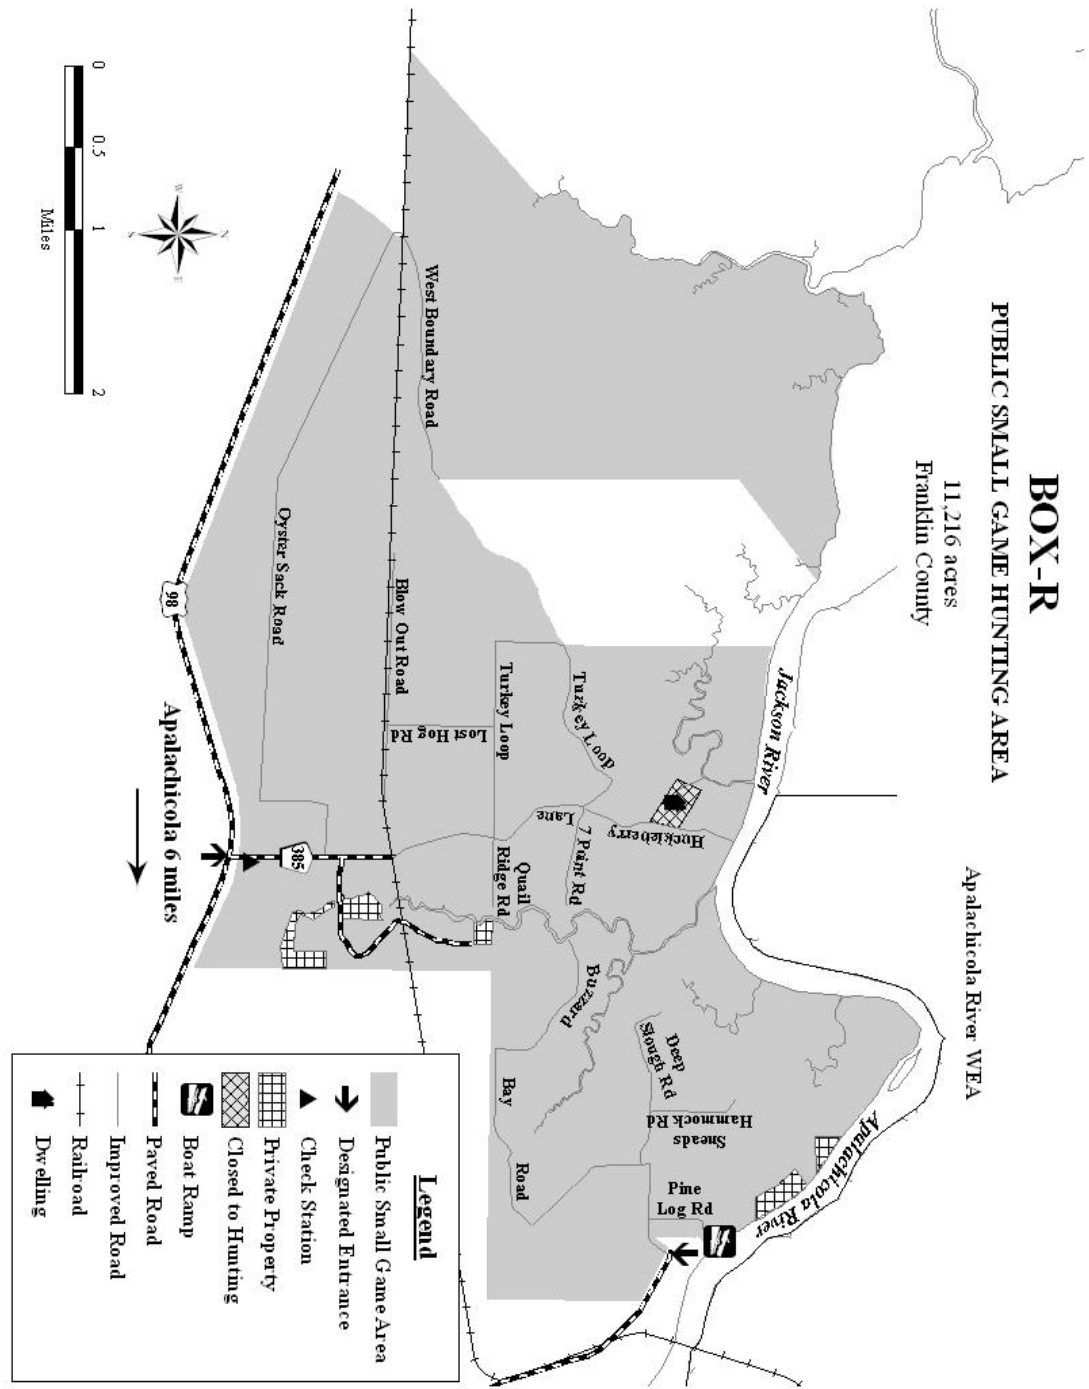 BOX-R
PUBLIC SMALL GAME HUNTING AREA
11,216 acres
Franklin County
Apalachicola River WEA
Jackson River
Apalachicola River
West Boundary Road
Oyster Sack Road
Blow Out Road
Lost Hog Rd
Turkey Loop
Turkey Loop
Huckleberry
Lane
7 Point Rd
Quail
Ridge Rd
Buzzard
Bay
Road
Deep
Slough Rd
Sneads
Hammock Rd
Pine
Log Rd
98
385
Apalachicola 6 miles
0 0.5 1 2
Miles
N
S
E
W
Legend
Public Small Game Area
Designated Entrance
Check Station
Private Property
Closed to Hunting
Boat Ramp
Paved Road
Improved Road
Railroad
Dwelling